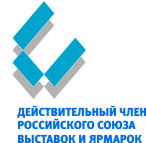 ДЕЙСТВИТЕЛЬНЫЙ ЧЛЕН
РОССИЙСКОГО СОЮЗА
ВЫСТАВОК И ЯРМАРОК